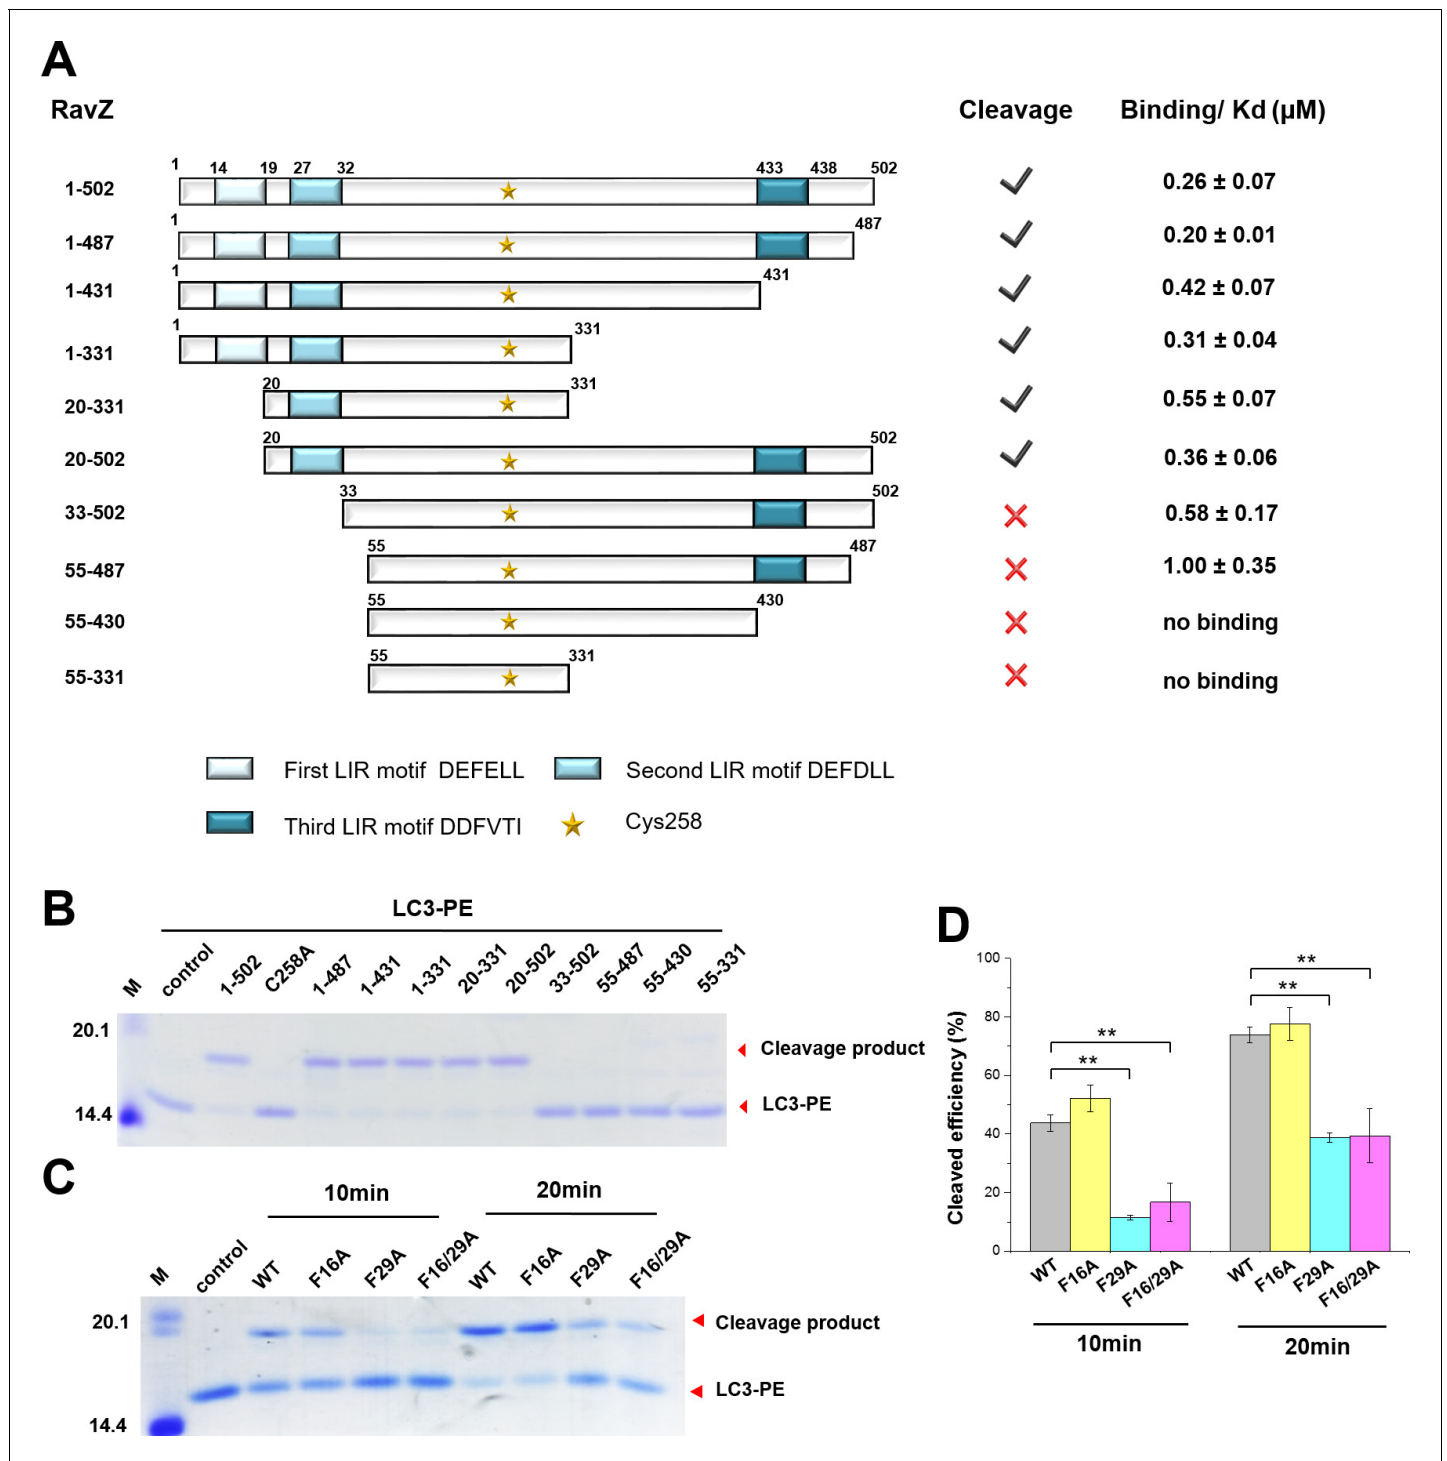 A
RavZ
Cleavage
Binding/ Kd (µM)
1-502
1 14 19 27 32 433 438 502
0.26 ± 0.07
1-487
1 487
0.20 ± 0.01
1-431
1 431
0.42 ± 0.07
1-331
1 331
0.31 ± 0.04
20-331
20 331
0.55 ± 0.07
20-502
20 502
0.36 ± 0.06
33-502
33 502
0.58 ± 0.17
55-487
55 487
1.00 ± 0.35
55-430
55 430
no binding
55-331
55 331
no binding
First LIR motif DEFELL
Second LIR motif DEFDLL
Third LIR motif DDFVTI
Cys258
B
LC3-PE
M control 1-502 C258A 1-487 1-431 1-331 20-331 20-502 33-502 55-487 55-430 55-331
20.1
Cleavage product
14.4
LC3-PE
C
10min 20min
M control WT F16A F29A F16/29A WT F16A F29A F16/29A
20.1
Cleavage product
LC3-PE
14.4
D
Cleaved efficiency (%)
100
80
60
40
20
0
**
**
**
**
WT F16A F29A F16/29A WT F16A F29A F16/29A
10min 20min